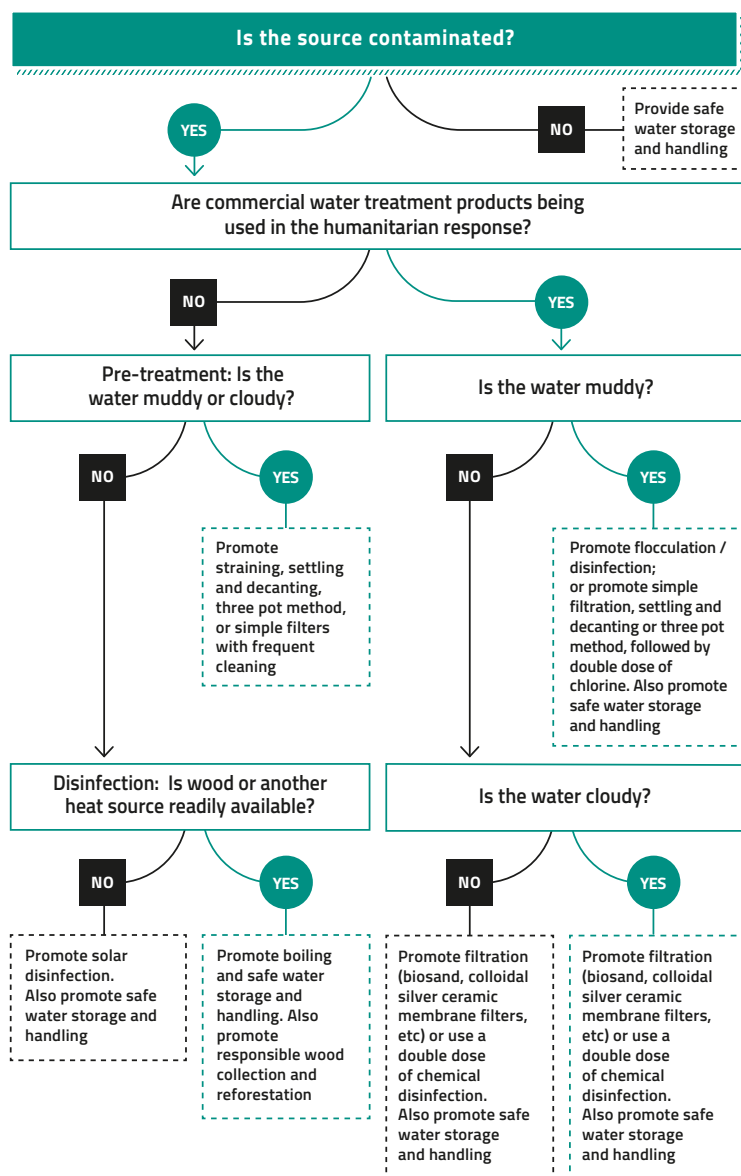 Is the source contaminated?
YES
NO
Provide safe
water storage
and handling
Are commercial water treatment products being
used in the humanitarian response?
NO
YES
Pre-treatment: Is the
water muddy or cloudy?
Is the water muddy?
NO
YES
NO
YES
Promote
straining, settling
and decanting,
three pot method,
or simple filters
with frequent
cleaning
Promote flocculation /
disinfection;
or promote simple
filtration, settling and
decanting or three pot
method, followed by
double dose of
chlorine. Also promote
safe water storage
and handling
Disinfection: Is wood or another
heat source readily available?
Is the water cloudy?
NO
YES
NO
YES
Promote solar
disinfection.
Also promote safe
water storage and
handling
Promote boiling
and safe water
storage and
handling. Also
promote
responsible wood
collection and
reforestation
Promote filtration
(biosand, colloidal
silver ceramic
membrane filters,
etc) or use a
double dose
of chemical
disinfection.
Also promote safe
water storage
and handling
Promote filtration
(biosand, colloidal
silver ceramic
membrane filters,
etc) or use a
double dose
of chemical
disinfection.
Also promote safe
water storage
and handling